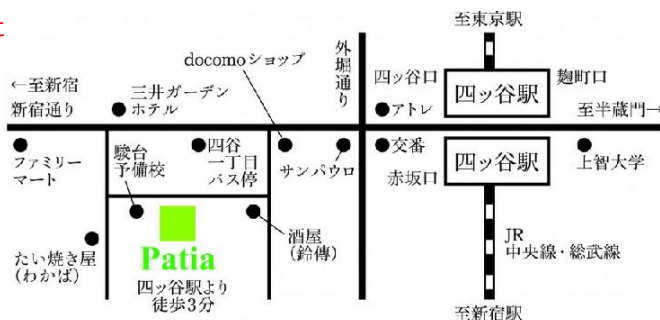 至東京駅
docomoショップ
外堀通り
四ッ谷口
四ッ谷駅
麹町口
←至新宿
新宿通り
三井ガーデン
ホテル
アトレ
至半蔵門→
ファミリー
マート
駿台
予備校
四谷
一丁目
バス停
サンパウロ
交番
赤坂口
四ッ谷駅
上智大学
たい焼き屋
(わかば)
Patia
四ッ谷駅より
徒歩3分
酒屋
(鈴傳)
JR
中央線・総武線
至新宿駅